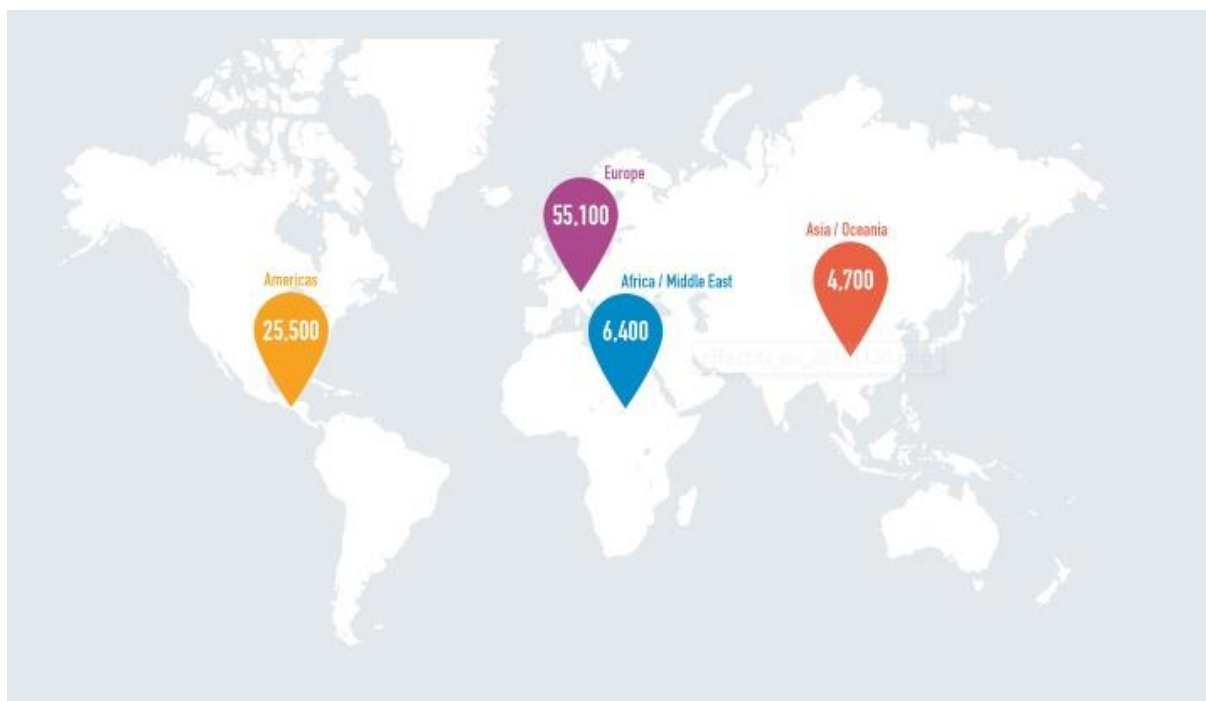 Europe
55,100
Asia / Oceania
4,700
Americas
25,500
Africa / Middle East
6,400